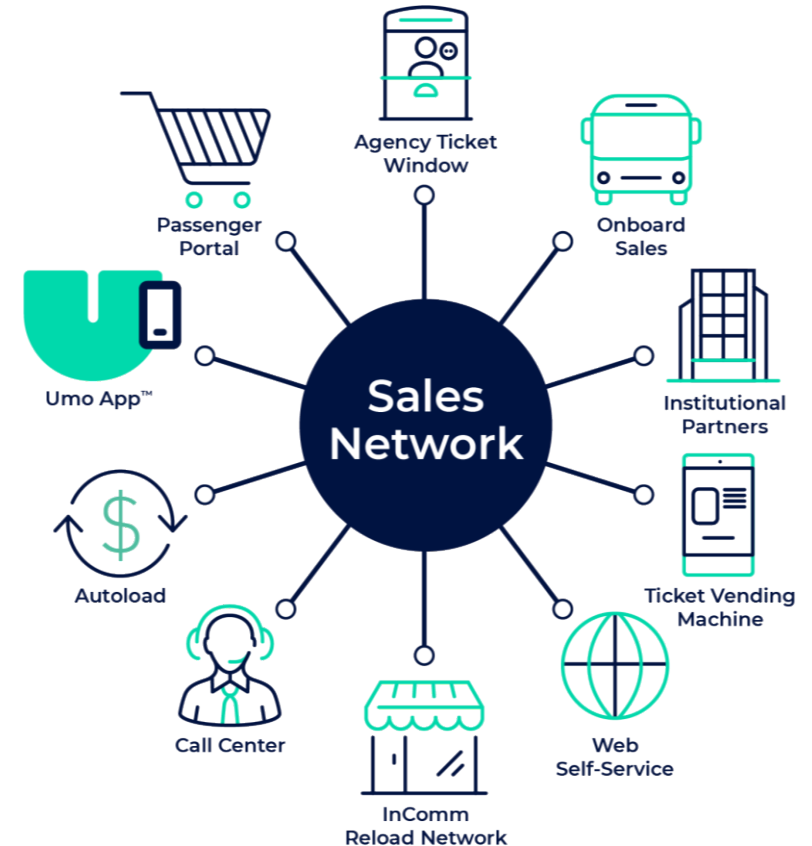 Agency Ticket
Window
Passenger
Portal
Onboard
Sales
Umo App™
Sales
Network
Institutional
Partners
Autoload
$
Ticket Vending
Machine
Call Center
Web
Self-Service
InComm
Reload Network